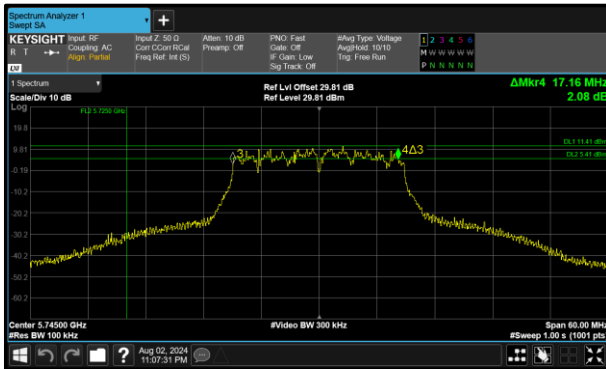 Spectrum Analyzer 1
Swept SA
+
KEYSIGHT
R T
LXI
Input: RF
Coupling: AC
Align: Partial
Input Z: 50 Ω
Corr CCorr RCal
Freq Ref: Int (S)
Atten: 10 dB
Preamp: Off
PNO: Fast
Gate: Off
IF Gain: Low
Sig Track: Off
#Avg Type: Voltage
Avg|Hold: 10/10
Trig: Free Run
1 2 3 4 5 6
M W W W W W
P N N N N N
1 Spectrum
Scale/Div 10 dB
Log
Ref Lvl Offset 29.81 dB
Ref Level 29.81 dBm
ΔMkr4 17.16 MHz
2.08 dB
FL2 5.7250 GHz
19.8
DL1 11.41 dBm
9.81
3
4Δ3
DL2 5.41 dBm
-0.19
-10.2
-20.2
-30.2
-40.2
-50.2
-60.2
Center 5.74500 GHz
#Res BW 100 kHz
#Video BW 300 kHz
Span 60.00 MHz
#Sweep 1.00 s (1001 pts)
?
Aug 02, 2024
11:07:31 PM